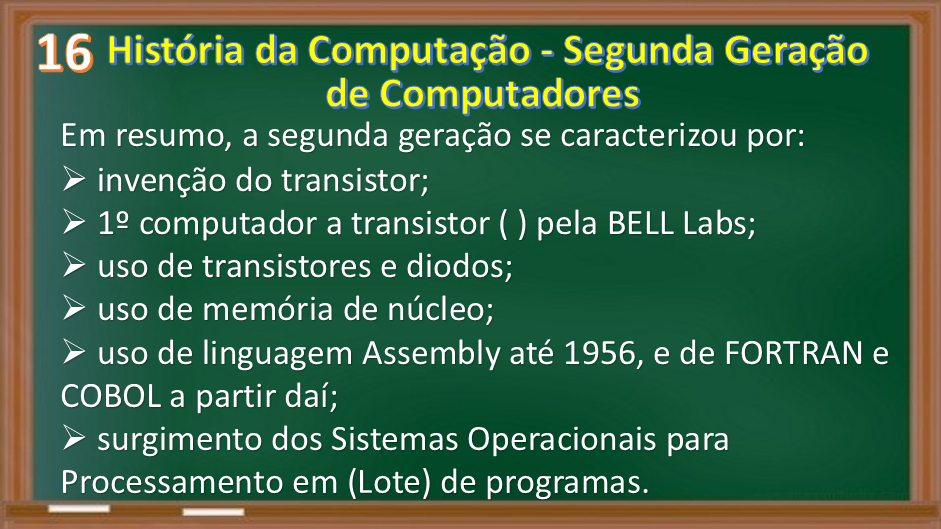 16 História da Computação - Segunda Geração
de Computadores
Em resumo, a segunda geração se caracterizou por:
➢ invenção do transistor;
➢ 1º computador a transistor ( ) pela BELL Labs;
➢ uso de transistores e diodos;
➢ uso de memória de núcleo;
➢ uso de linguagem Assembly até 1956, e de FORTRAN e
COBOL a partir daí;
➢ surgimento dos Sistemas Operacionais para
Processamento em (Lote) de programas.